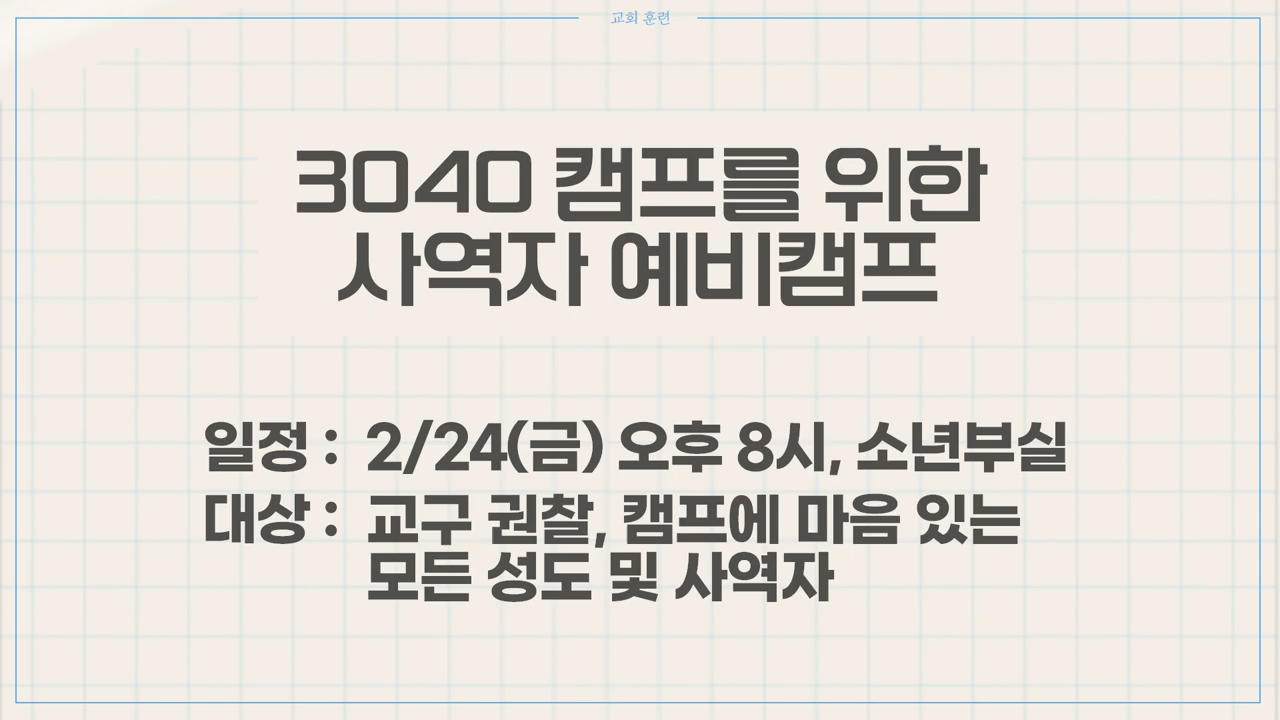 교회 훈련
3040 캠프를 위한
사역자 예비캠프
일정 : 2/24(금) 오후 8시, 소년부실
대상 : 교구 권찰, 캠프에 마음 있는
모든 성도 및 사역자